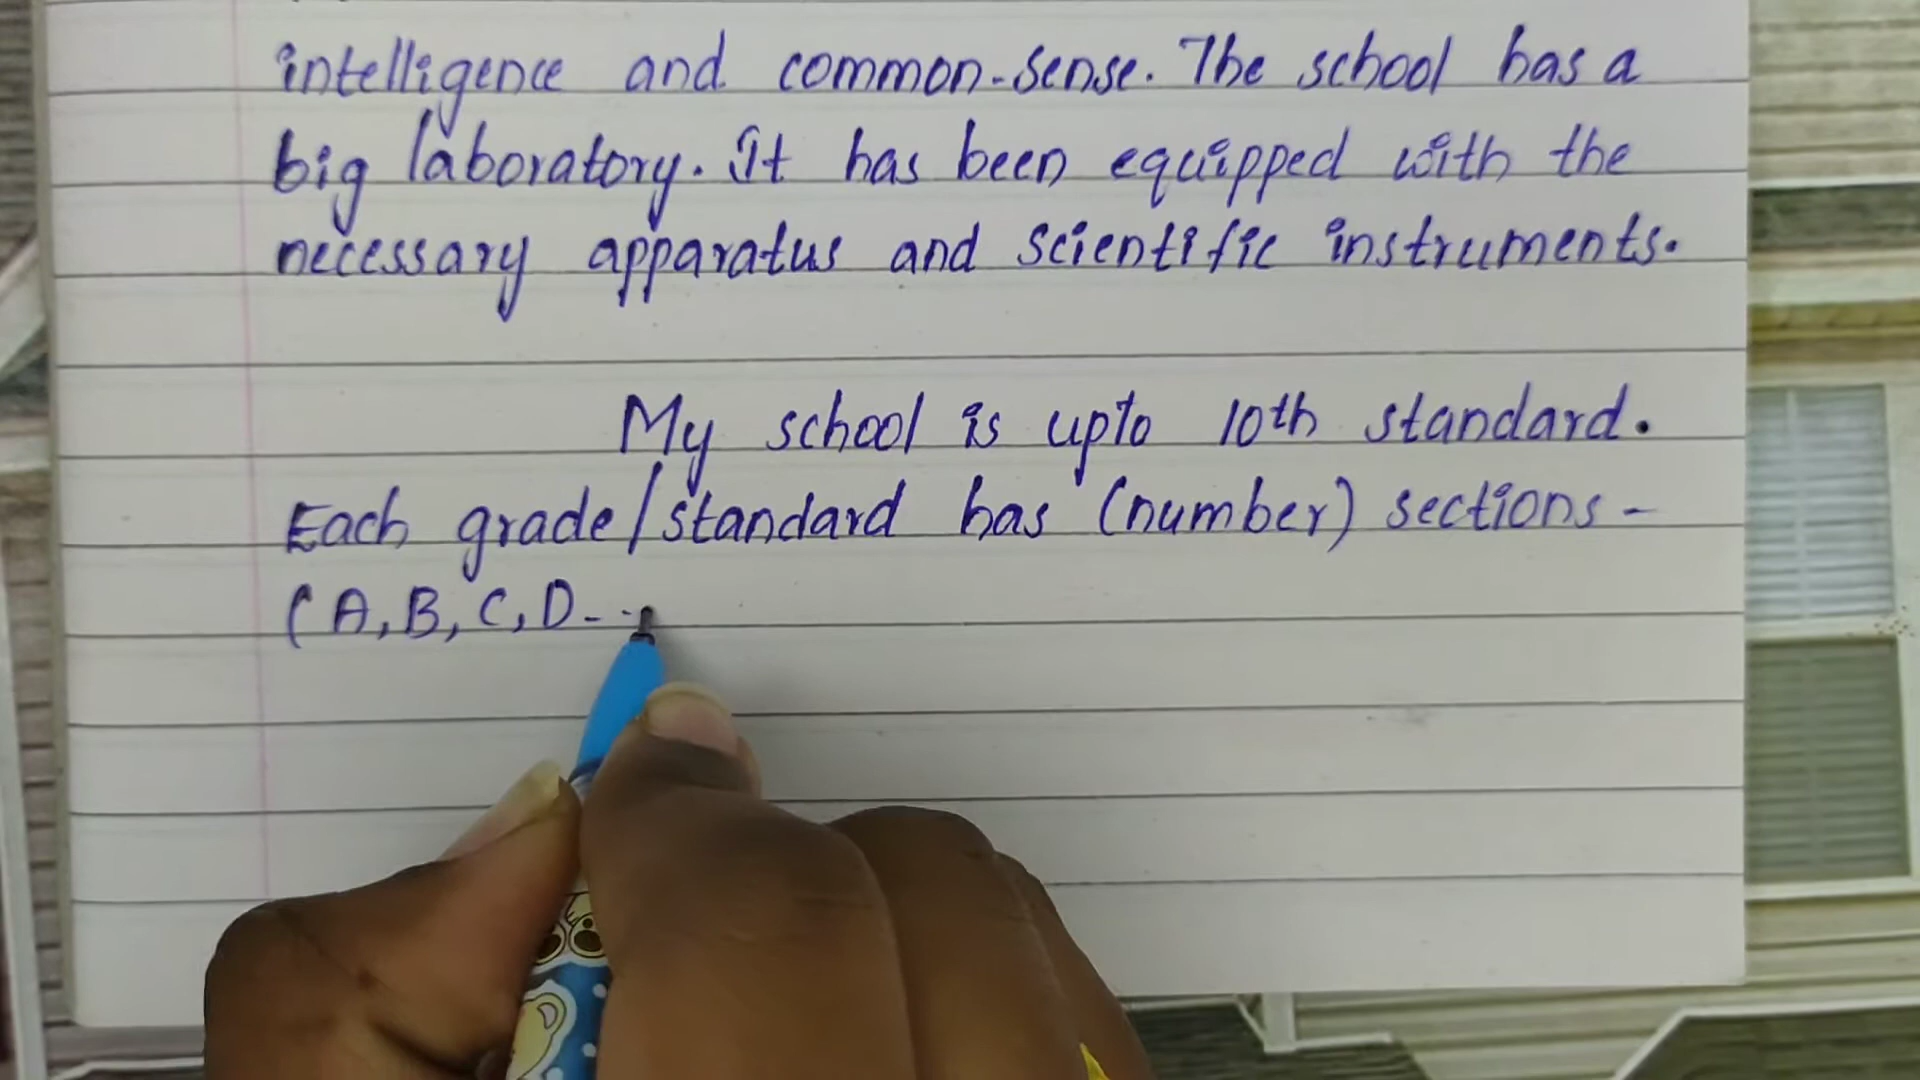 intelligence and common-sense. The school has a
big laboratory. It has been equipped with the
necessary apparatus and scientific instruments.
My school is upto 10th standard.
Each grade/standard has (number) sections -
(A, B, C, D- -